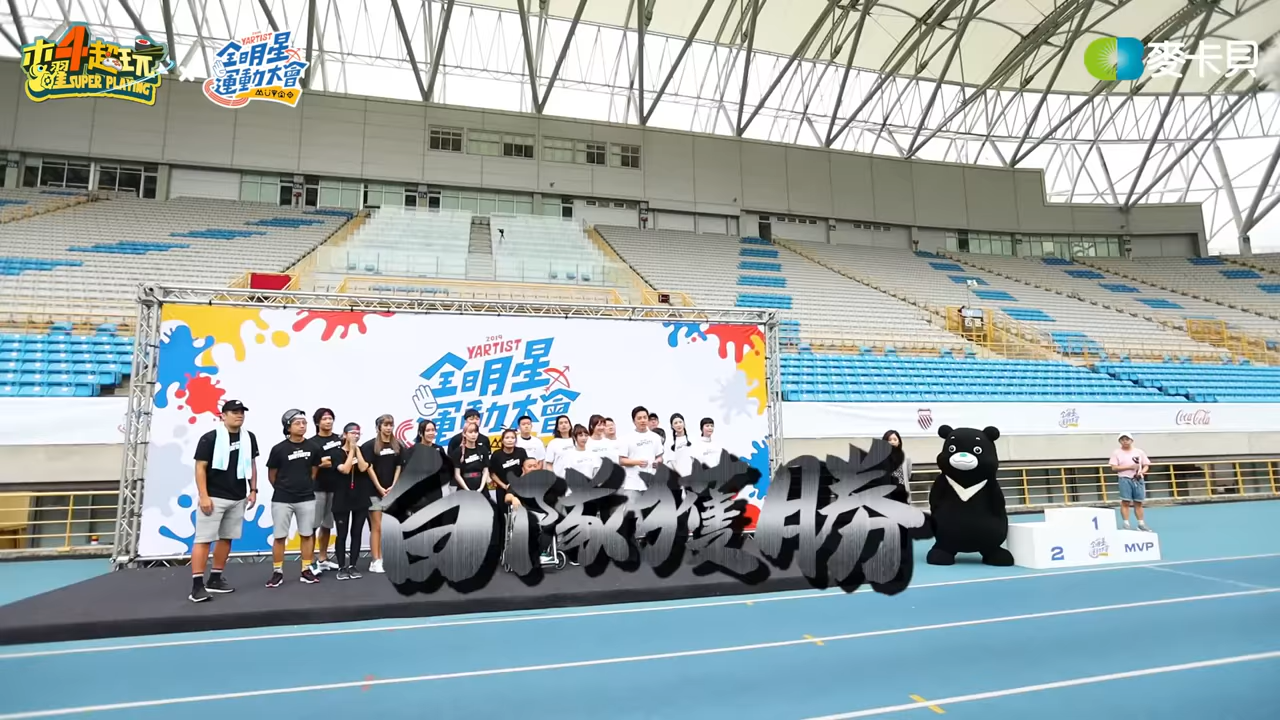 木曜4超玩
SUPER PLAYING
YARTIST
全明星
運動大會
麥卡貝
2019
YARTIST
全明星
運動大會
Coca-Cola
白隊獲勝
1
2
MVP